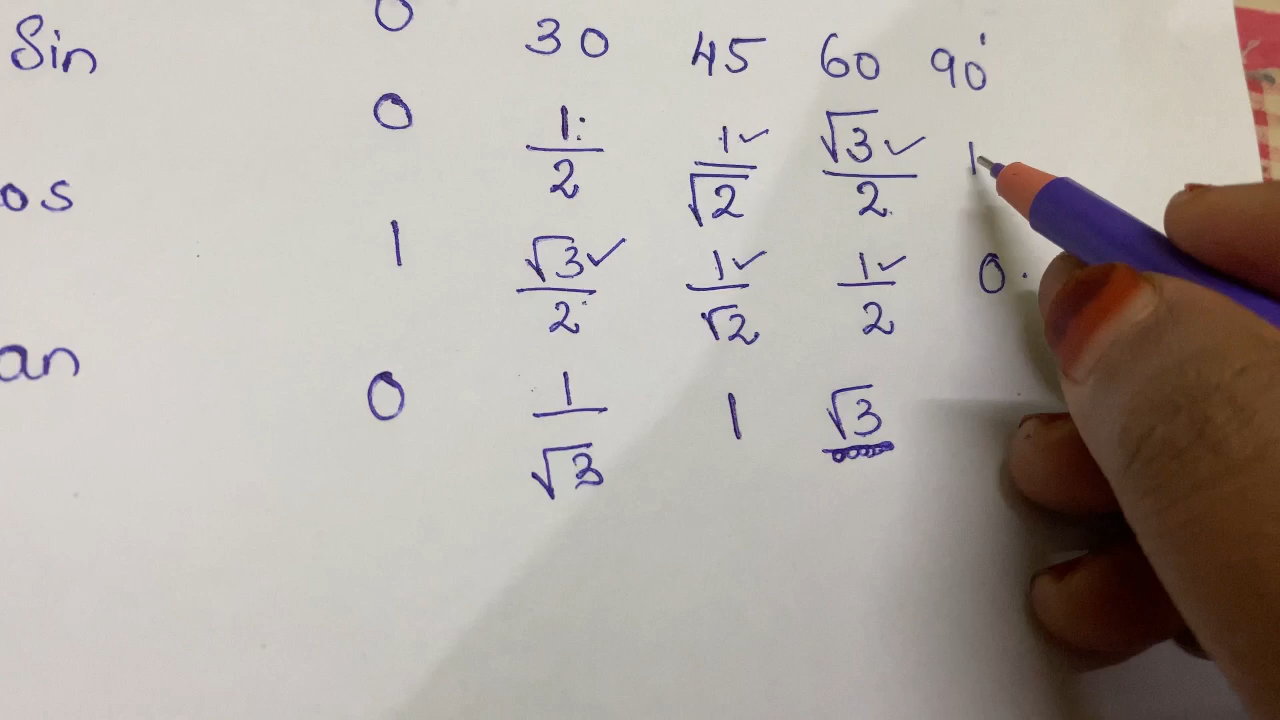 Sin 0 30 45 60 90°
0 1/2 1/√2 √3/2 1
os 1 √3/2 1/√2 1/2 0
an 0 1/√3 1 √3